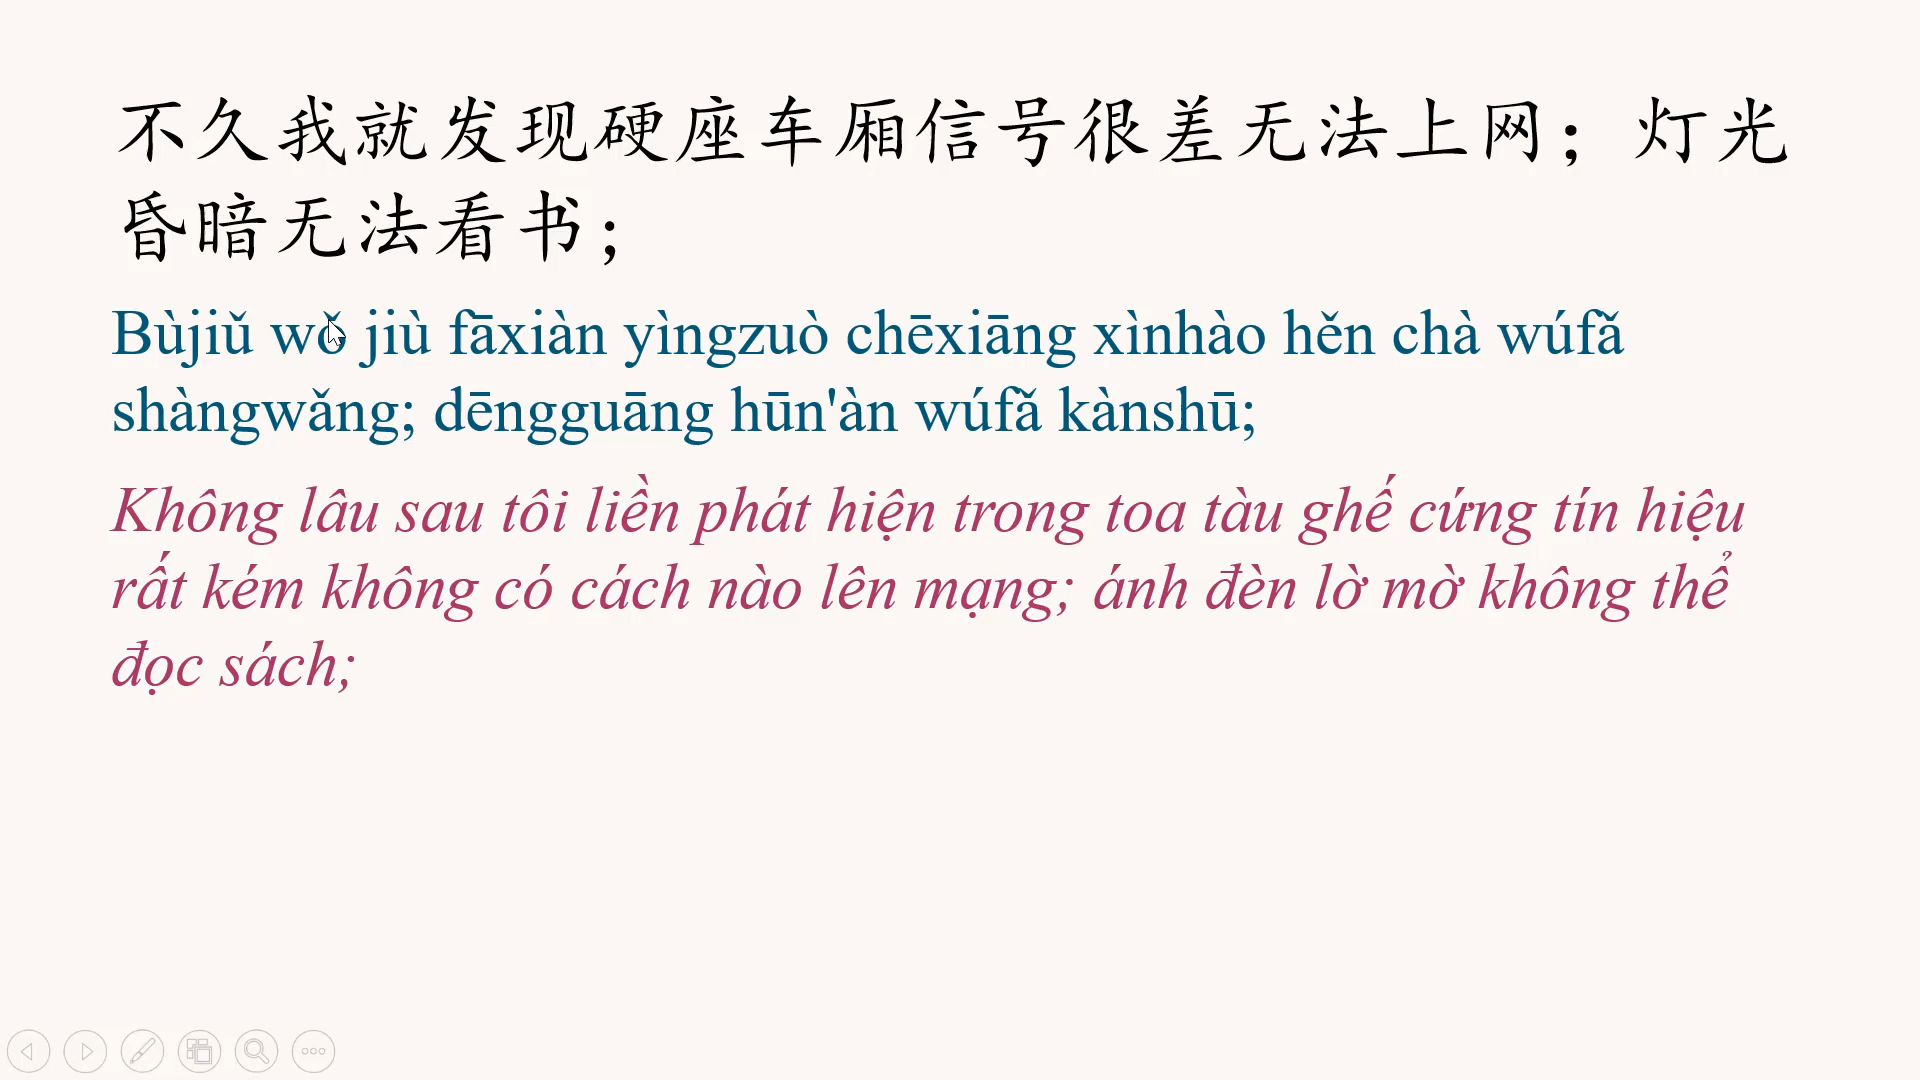 不久我就发现硬座车厢信号很差无法上网；灯光
昏暗无法看书；
Bùjiǔ wǒ jiù fāxiàn yìngzuò chēxiāng xìnhào hěn chà wúfǎ
shàngwǎng; dēngguāng hūn'àn wúfǎ kànshū;
Không lâu sau tôi liền phát hiện trong toa tàu ghế cứng tín hiệu
rất kém không có cách nào lên mạng; ánh đèn lờ mờ không thể
đọc sách;